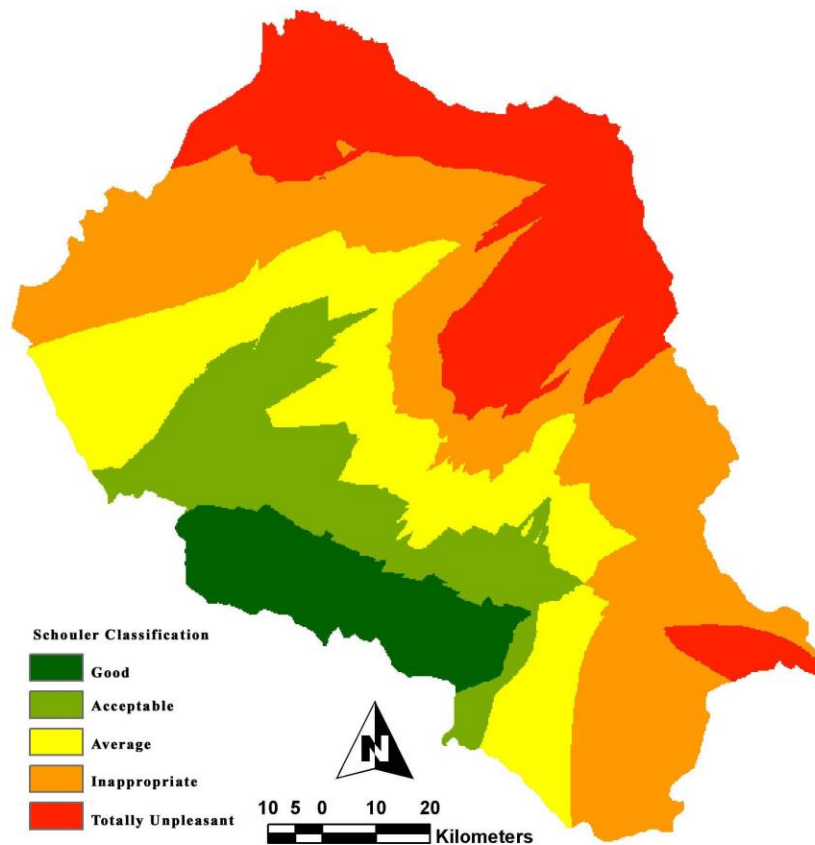 Schouler Classification
Good
Acceptable
Average
Inappropriate
Totally Unpleasant
N
10 5 0 10 20
Kilometers